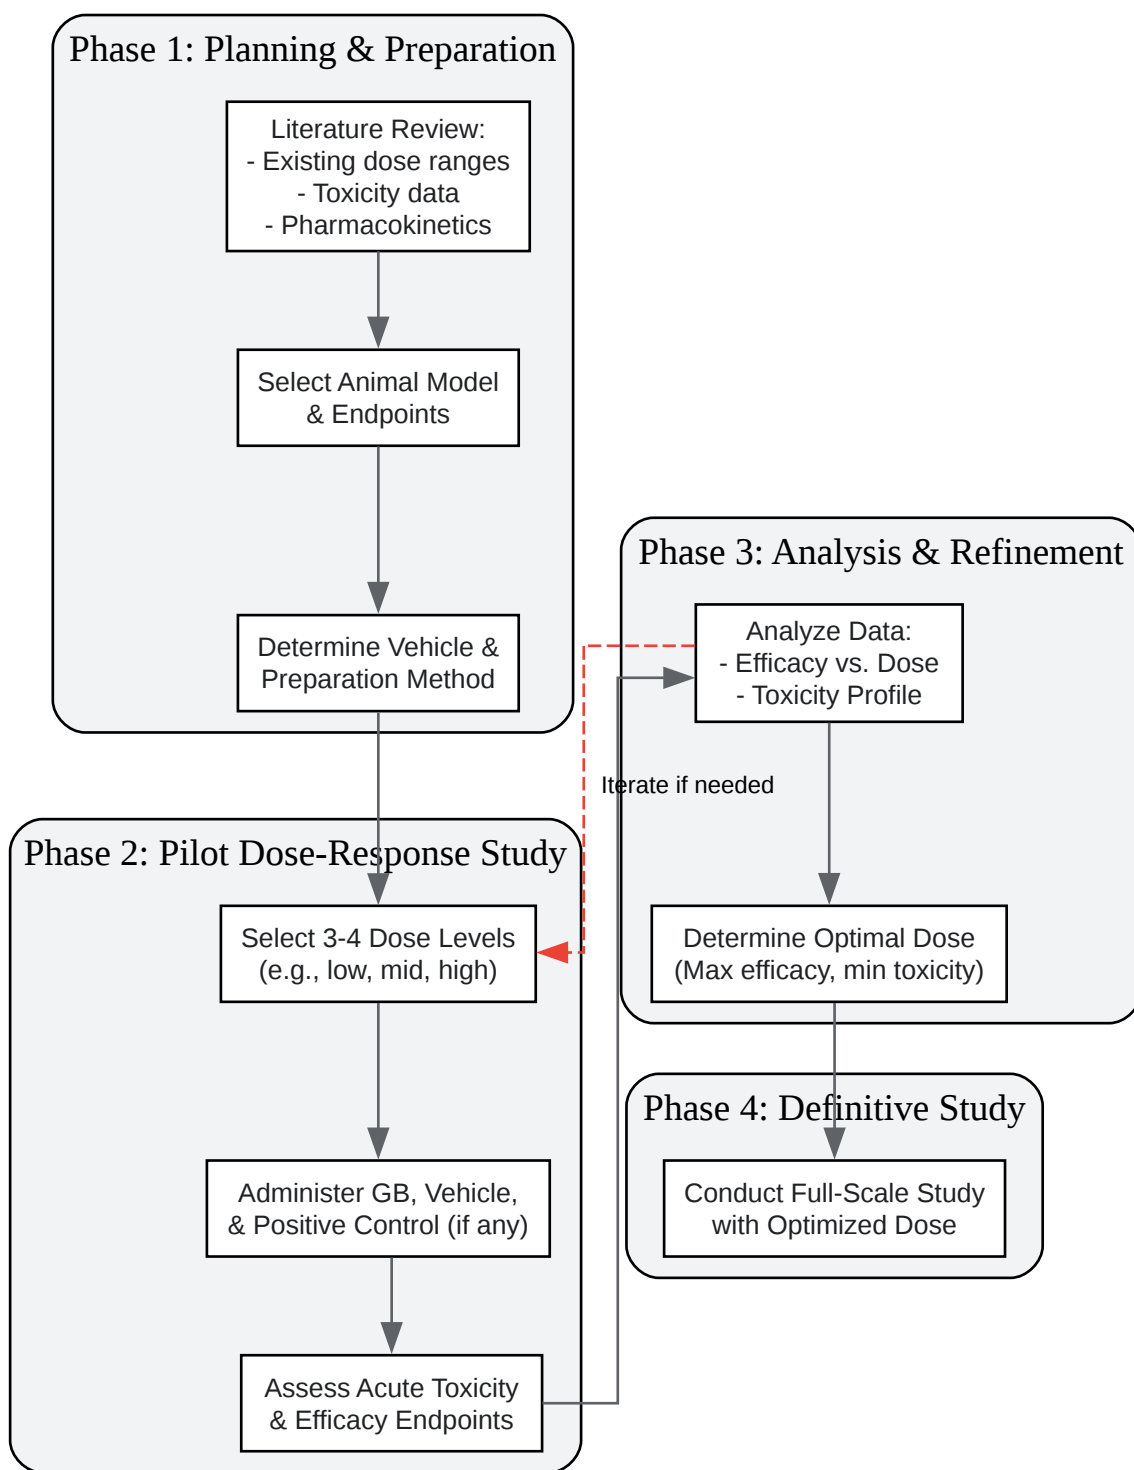 Phase 1: Planning & Preparation
Literature Review:
- Existing dose ranges
- Toxicity data
- Pharmacokinetics
Select Animal Model
& Endpoints
Determine Vehicle &
Preparation Method
Phase 2: Pilot Dose-Response Study
Select 3-4 Dose Levels
(e.g., low, mid, high)
Administer GB, Vehicle,
& Positive Control (if any)
Assess Acute Toxicity
& Efficacy Endpoints
Phase 3: Analysis & Refinement
Analyze Data:
- Efficacy vs. Dose
- Toxicity Profile
Iterate if needed
Determine Optimal Dose
(Max efficacy, min toxicity)
Phase 4: Definitive Study
Conduct Full-Scale Study
with Optimized Dose